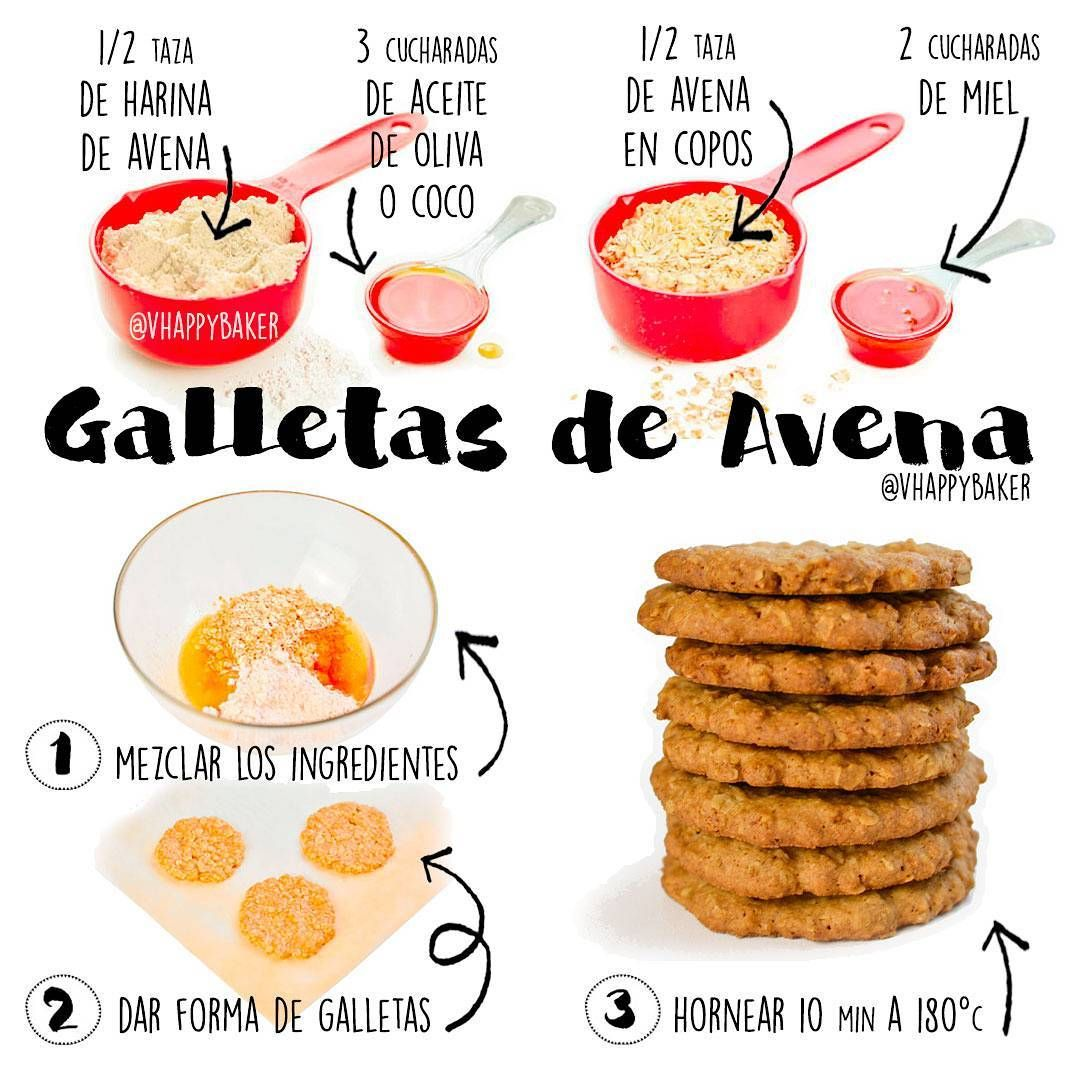 1/2 TAZA
DE HARINA
DE AVENA
3 CUCHARADAS
DE ACEITE
DE OLIVA
O COCO
1/2 TAZA
DE AVENA
EN COPOS
2 CUCHARADAS
DE MIEL
@VHAPPYBAKER
Galletas de Avena
@VHAPPYBAKER
1 MEZCLAR LOS INGREDIENTES
2 DAR FORMA DE GALLETAS
3 HORNEAR 10 MIN A 180°C